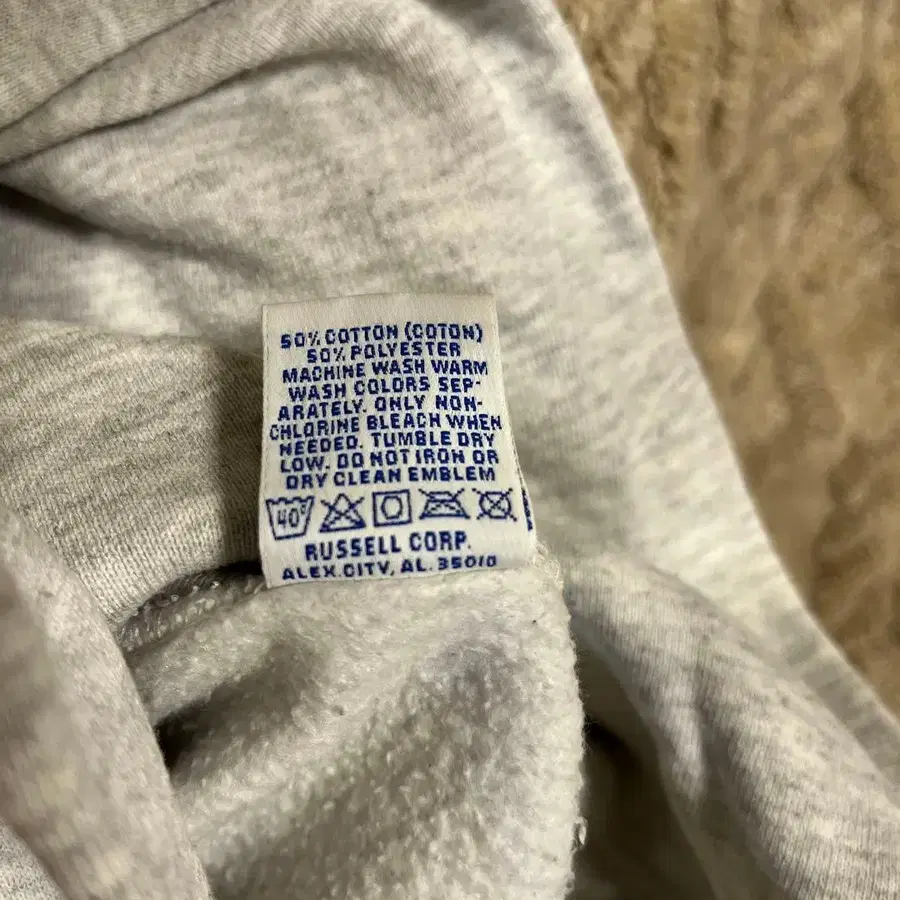 50% COTTON (COTON)
50% POLYESTER
MACHINE WASH WARM
WASH COLORS SEP-
ARATELY. ONLY NON-
CHLORINE BLEACH WHEN
NEEDED. TUMBLE DRY
LOW. DO NOT IRON OR
DRY CLEAN EMBLEM
40°
RUSSELL CORP.
ALEX.CITY, AL. 35010